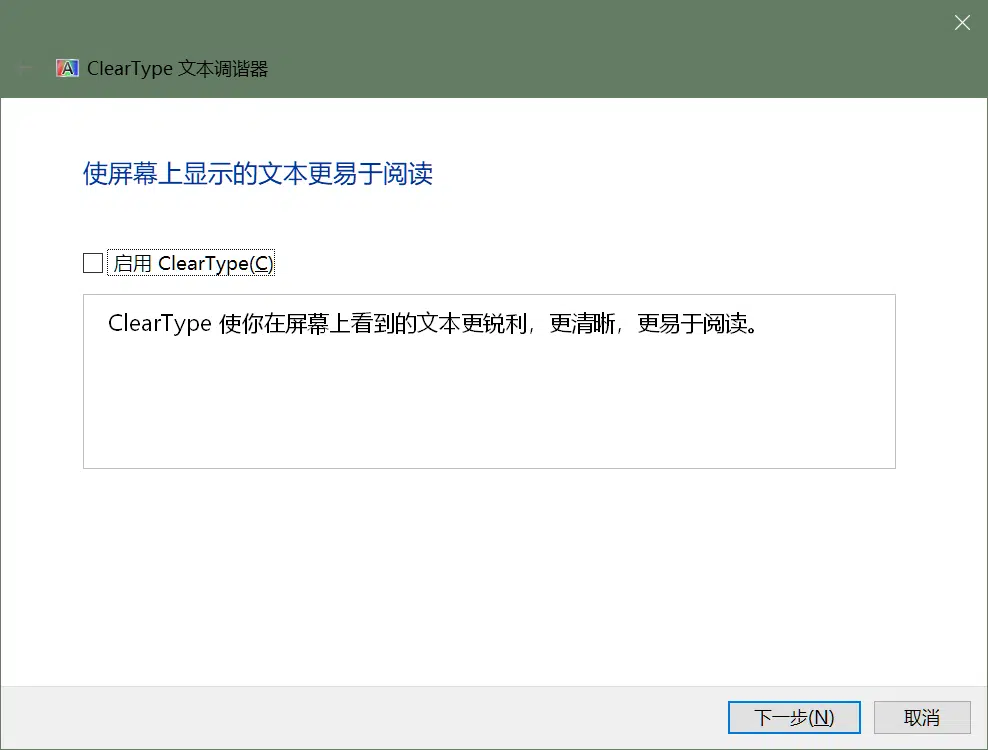 ClearType 文本调谐器
使屏幕上显示的文本更易于阅读
启用 ClearType(C)
ClearType 使你在屏幕上看到的文本更锐利，更清晰，更易于阅读。
下一步(N)
取消